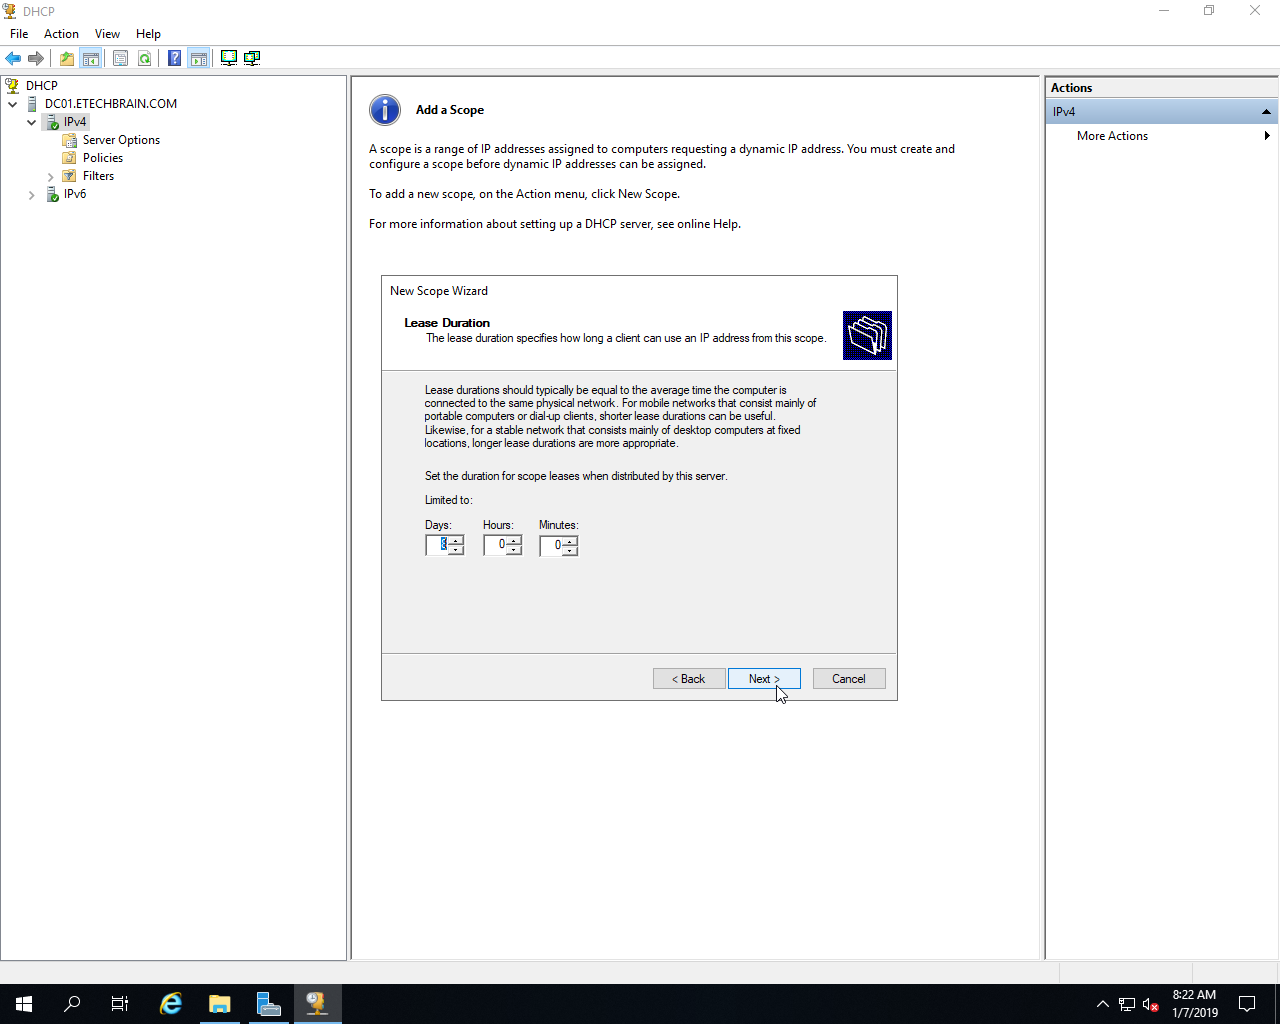 DHCP
File Action View Help
DHCP
DC01.ETECHBRAIN.COM
IPv4
Server Options
Policies
Filters
IPv6
Add a Scope
A scope is a range of IP addresses assigned to computers requesting a dynamic IP address. You must create and
configure a scope before dynamic IP addresses can be assigned.
To add a new scope, on the Action menu, click New Scope.
For more information about setting up a DHCP server, see online Help.
New Scope Wizard
Lease Duration
The lease duration specifies how long a client can use an IP address from this scope.
Lease durations should typically be equal to the average time the computer is
connected to the same physical network. For mobile networks that consist mainly of
portable computers or dial-up clients, shorter lease durations can be useful.
Likewise, for a stable network that consists mainly of desktop computers at fixed
locations, longer lease durations are more appropriate.
Set the duration for scope leases when distributed by this server.
Limited to:
Days: Hours: Minutes:
0 0
< Back Next > Cancel
Actions
IPv4
More Actions
8:22 AM
1/7/2019